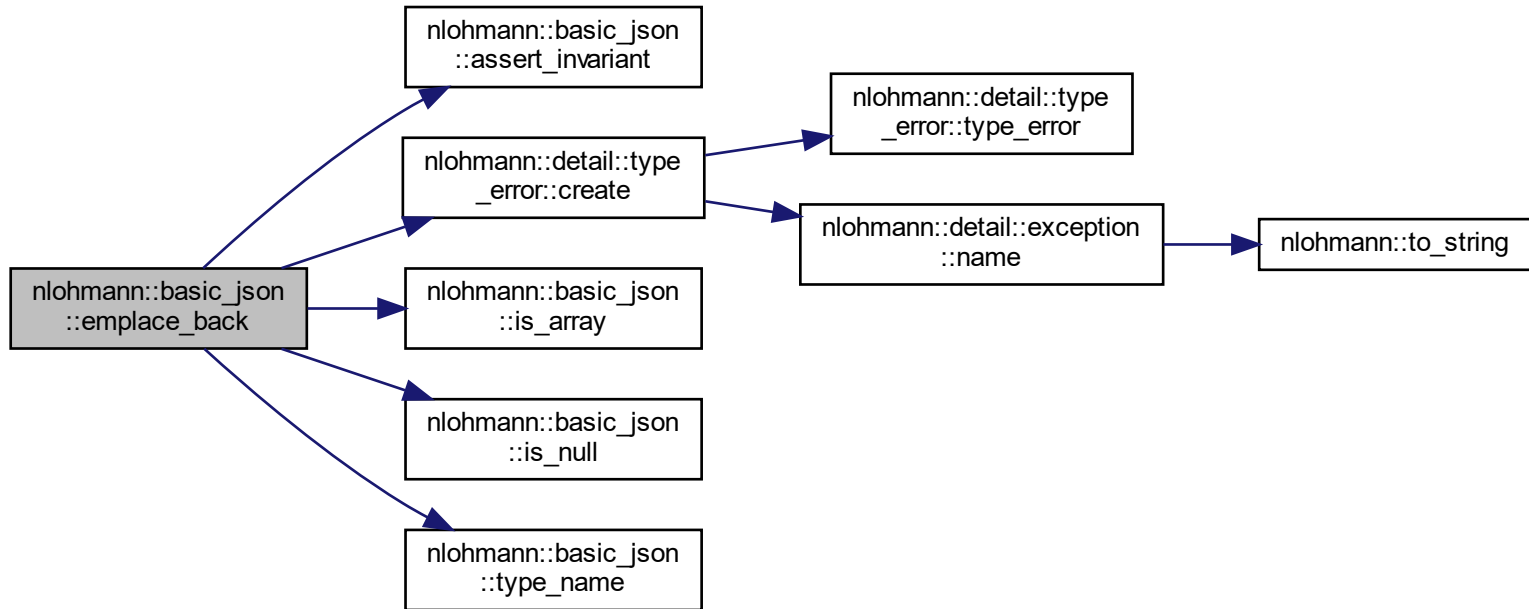 nlohmann::basic_json
::assert_invariant
nlohmann::detail::type
_error::type_error
nlohmann::detail::type
_error::create
nlohmann::detail::exception
::name
nlohmann::to_string
nlohmann::basic_json
::emplace_back
nlohmann::basic_json
::is_array
nlohmann::basic_json
::is_null
nlohmann::basic_json
::type_name